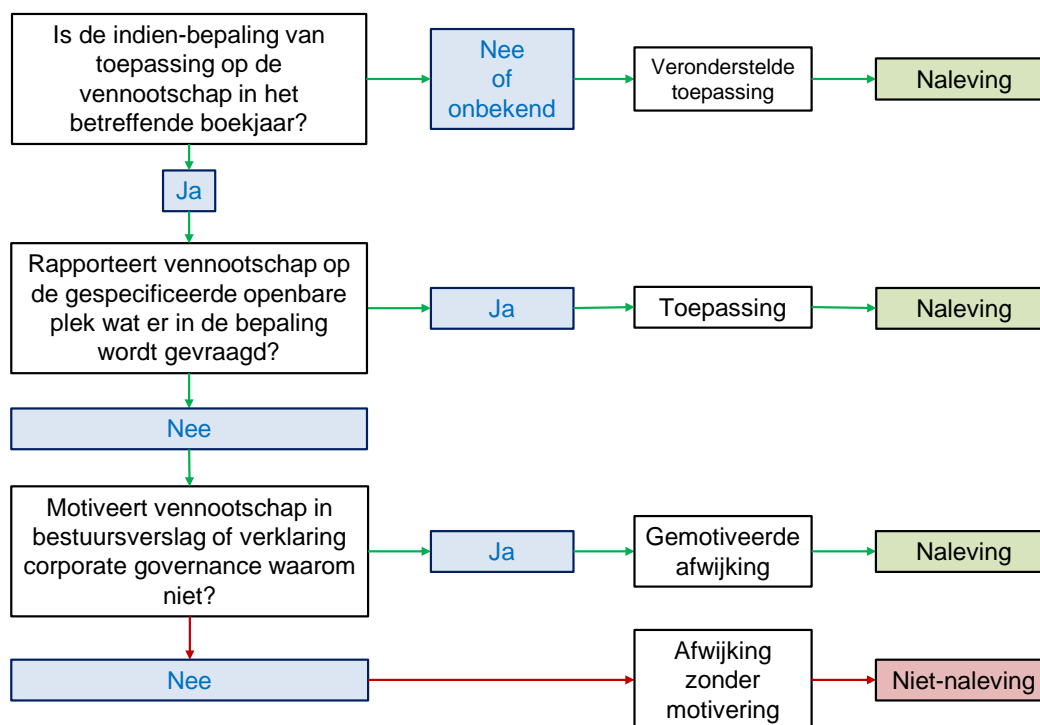 Is de indien-bepaling van
toepassing op de
vennootschap in het
betreffende boekjaar?
Nee
of
onbekend
Veronderstelde
toepassing
Naleving
Ja
Rapporteert vennootschap op
de gespecificeerde openbare
plek wat er in de bepaling
wordt gevraagd?
Ja
Toepassing
Naleving
Nee
Motiveert vennootschap in
bestuursverslag of verklaring
corporate governance waarom
niet?
Ja
Gemotiveerde
afwijking
Naleving
Nee
Afwijking
zonder
motivering
Niet-naleving